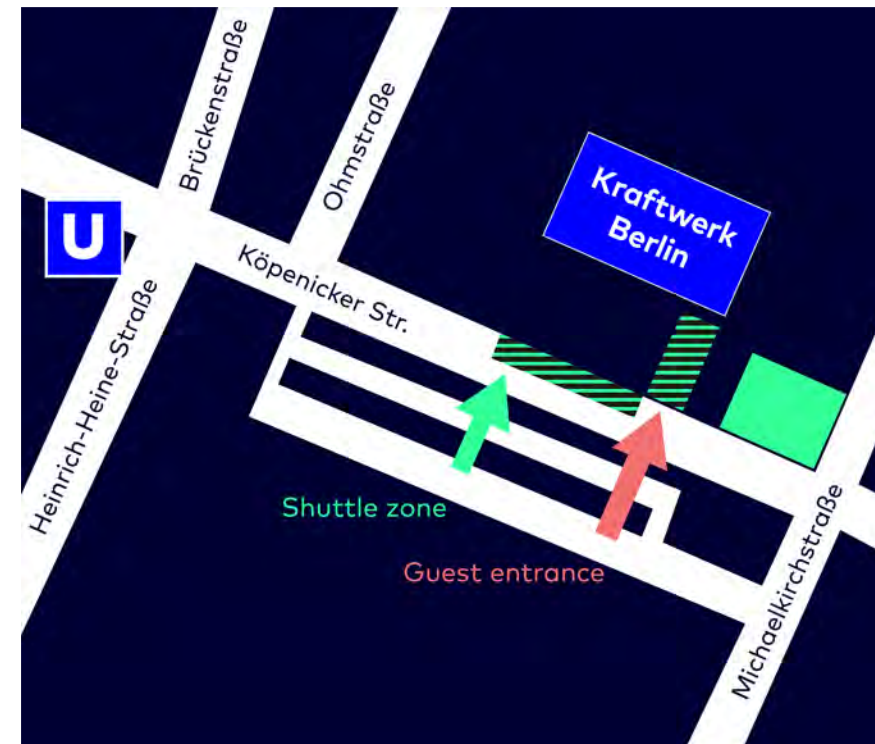 Brückenstraße
Ohmstraße
Kraftwerk
Berlin
U
Köpenicker Str.
Heinrich-Heine-Straße
Shuttle zone
Guest entrance
Michaelkirchstraße